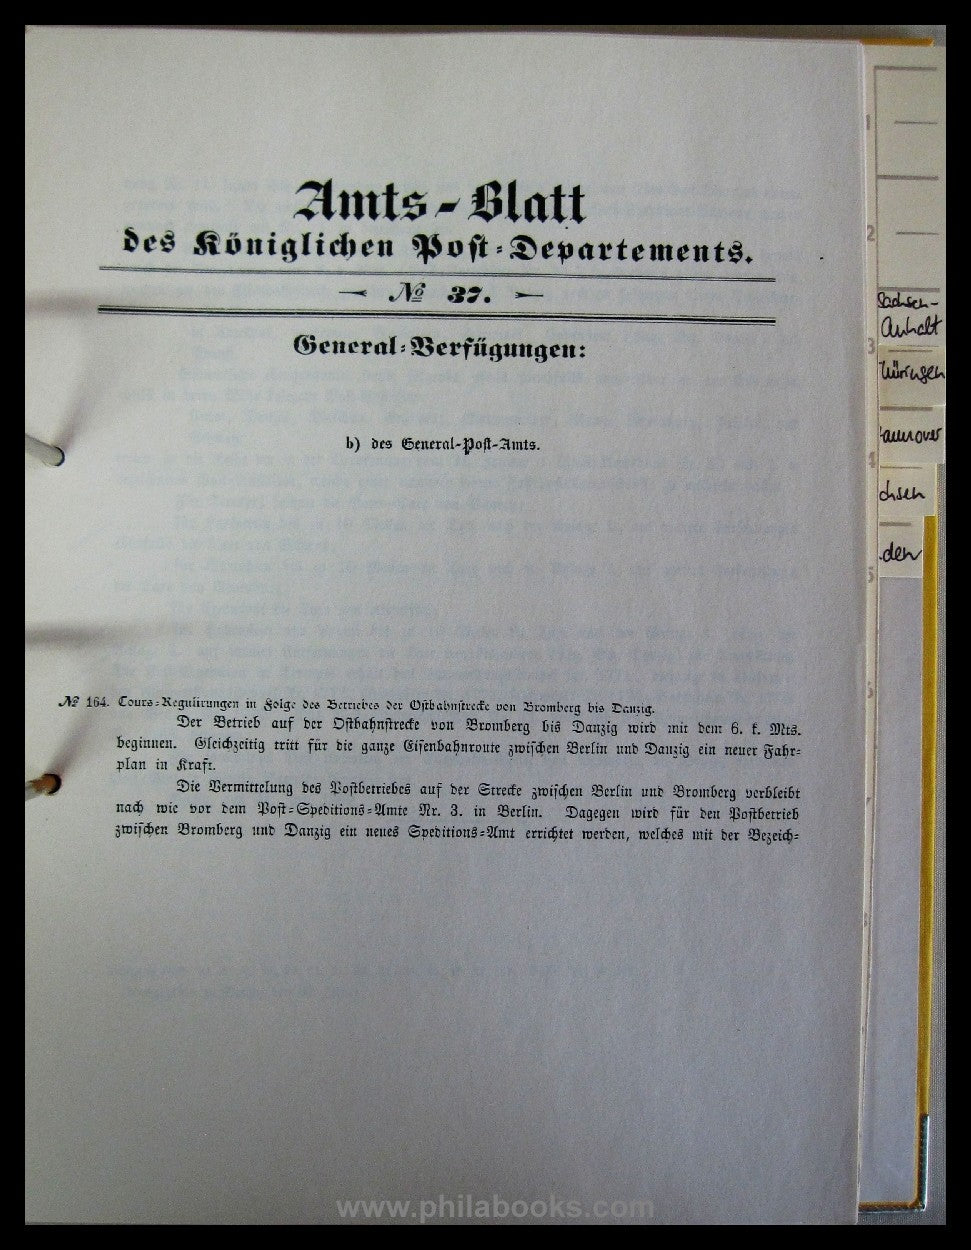 Amts-Blatt
des Königlichen Post-Departements.
№ 37.
General-Verfügungen:
b) des General-Post-Amts.
№ 164. Cours-Regulirungen in Folge des Betriebes der Ostbahnstrecke von Bromberg bis Danzig.
Der Betrieb auf der Ostbahnstrecke von Bromberg bis Danzig wird mit dem 6. k. Mts.
beginnen. Gleichzeitig tritt für die ganze Eisenbahnroute zwischen Berlin und Danzig ein neuer Fahr-
plan in Kraft.
Die Vermittelung des Postbetriebes auf der Strecke zwischen Berlin und Bromberg verbleibt
nach wie vor dem Post-Speditions-Amte Nr. 3. in Berlin. Dagegen wird für den Postbetrieb
zwischen Bromberg und Danzig ein neues Speditions-Amt errichtet werden, welches mit der Bezeich-
1
2
Sachsen-
Anhalt
3
Thüringen
4
annover
chsen
den
5
6
7
8
www.philabooks.com